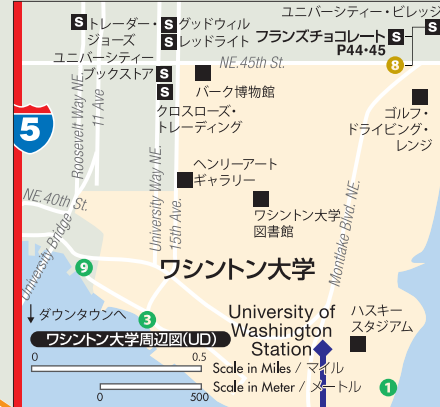 ユニバーシティー・ビレッジ
S
S トレーダー・
ジョーズ
S グッドウィル
S レッドライト
フランズチョコレート S
P44・45
8
ユニバーシティー
ブックストア S
S
クロスローズ・
トレーディング
NE.45th St.
バーク博物館
ゴルフ・
ドライビング・
レンジ
5
Roosevelt Way NE.
11 Ave
University Way NE.
15th Ave.
ヘンリーアート
ギャラリー
NE.40th St.
ワシントン大学
図書館
Montlake Blvd. NE.
University Bridge
9
ワシントン大学
↓ダウンタウンへ
3
University of
Washington
Station
ハスキー
スタジアム
ワシントン大学周辺図(UD)
0 0.5
Scale in Miles / マイル
Scale in Meter / メートル
0 500
1